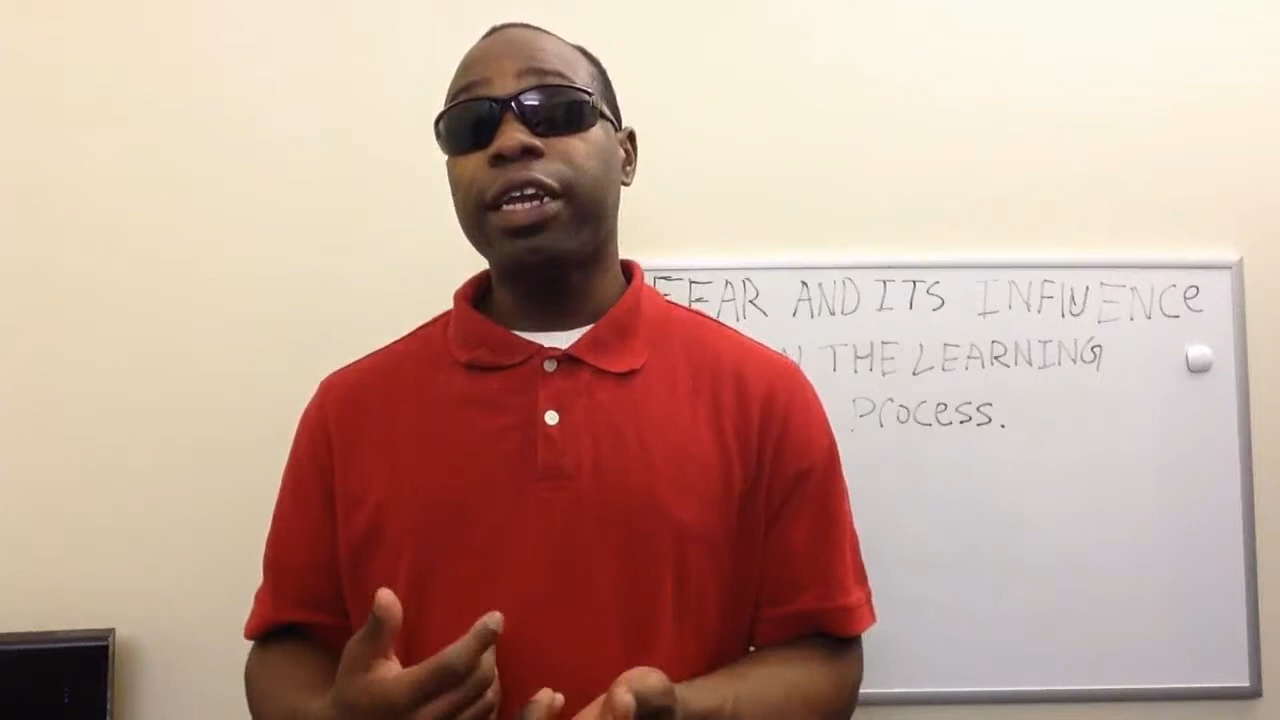 FEAR AND ITS INFLUENCE
THE LEARNING
Process.